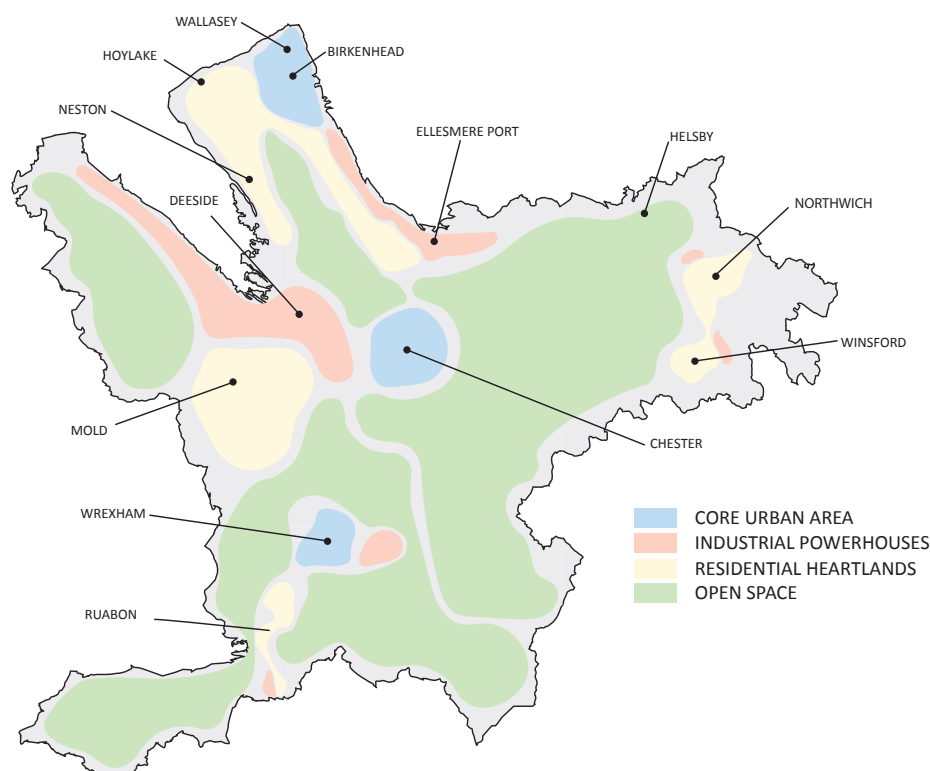 WALLASEY
BIRKENHEAD
HOYLAKE
NESTON
ELLESMERE PORT
HELSBY
DEESIDE
NORTHWICH
WINSFORD
MOLD
CHESTER
WREXHAM
CORE URBAN AREA
INDUSTRIAL POWERHOUSES
RESIDENTIAL HEARTLANDS
OPEN SPACE
RUABON